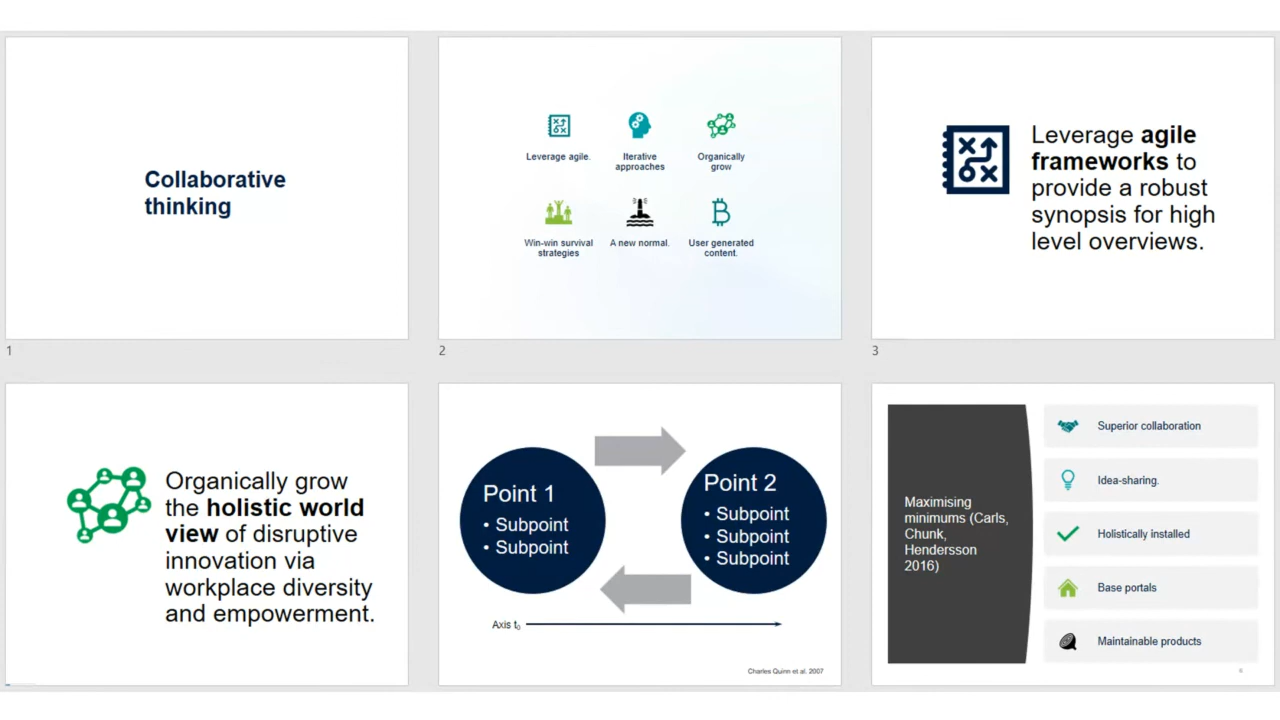 Collaborative
thinking
1
Leverage agile.
Iterative
approaches
Organically
grow
Win-win survival
strategies
A new normal.
User generated
content.
2
Leverage agile
frameworks to
provide a robust
synopsis for high
level overviews.
3
Organically grow
the holistic world
view of disruptive
innovation via
workplace diversity
and empowerment.
Point 1
• Subpoint
• Subpoint
Point 2
• Subpoint
• Subpoint
• Subpoint
Axis t₀
Charles Quinn et al. 2007
Maximising
minimums (Carls,
Chunk,
Hendersson
2016)
Superior collaboration
Idea-sharing.
Holistically installed
Base portals
Maintainable products